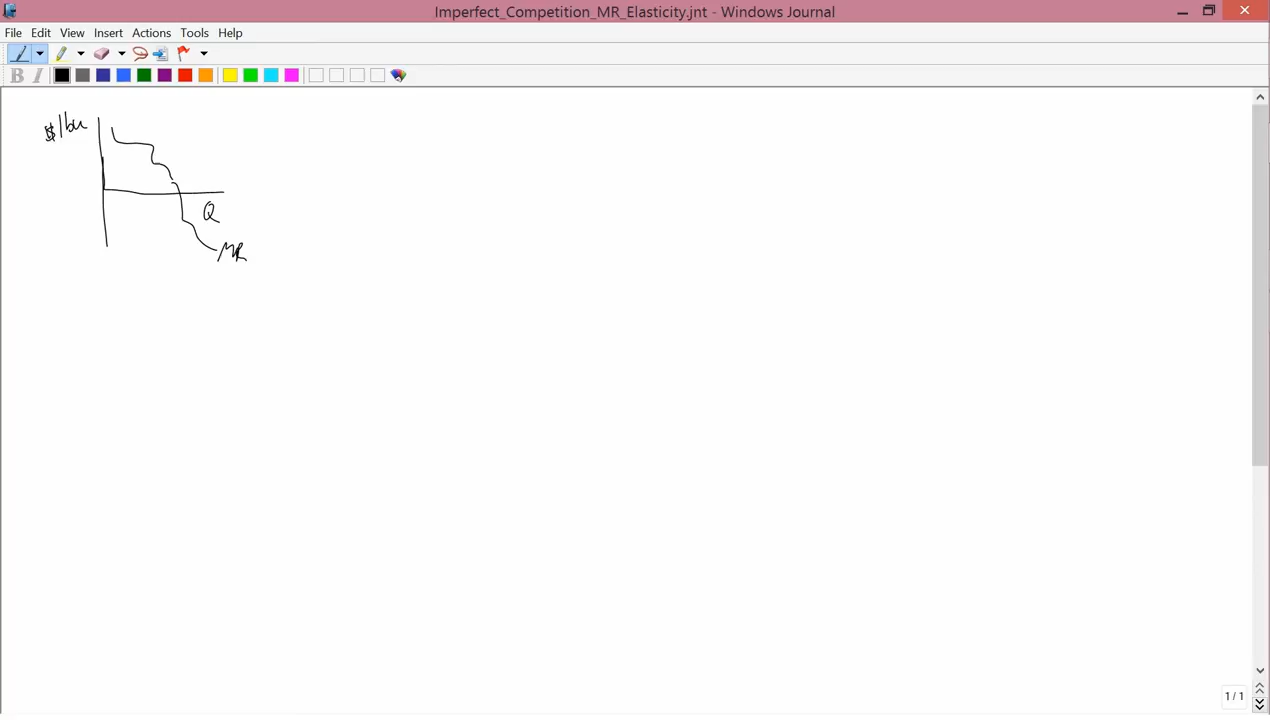 Imperfect_Competition_MR_Elasticity.jnt - Windows Journal
File Edit View Insert Actions Tools Help
B I
$/bu
Q
MR
1 / 1